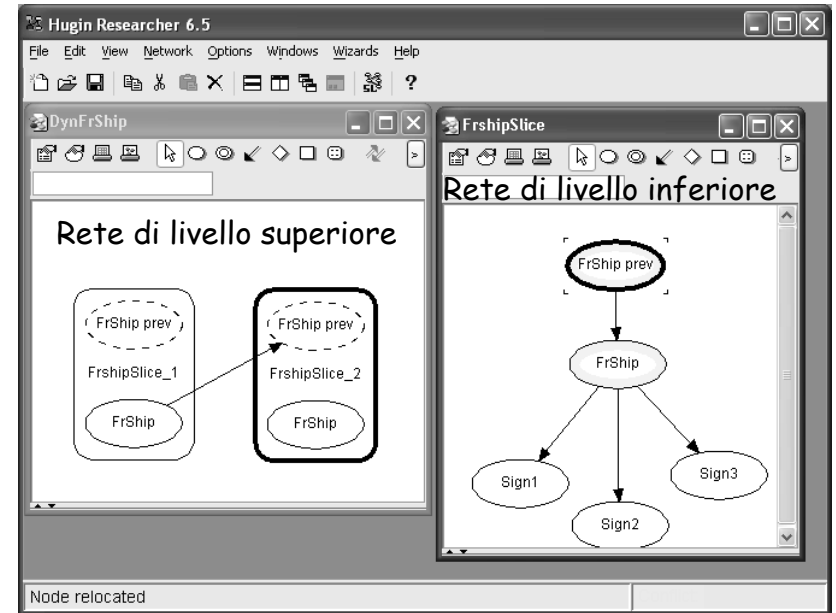 Hugin Researcher 6.5
File Edit View Network Options Windows Wizards Help
?
DynFrShip
Rete di livello superiore
FrShip prev
FrshipSlice_1
FrShip
FrShip prev
FrshipSlice_2
FrShip
FrshipSlice
Rete di livello inferiore
FrShip prev
FrShip
Sign1
Sign2
Sign3
Node relocated